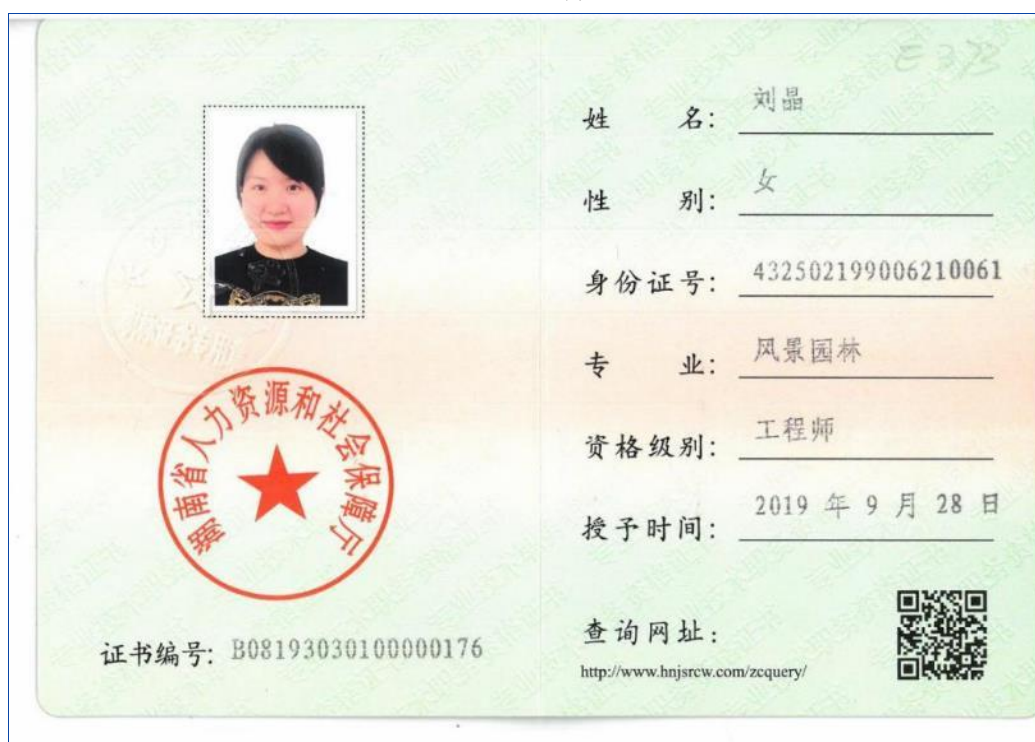 E 373
姓 名: 刘晶
性 别: 女
身份证号: 432502199006210061
专 业: 风景园林
资格级别: 工程师
授予时间: 2019 年 9 月 28 日
湖南省人力资源和社会保障厅
证书编号: B08193030100000176
查询网址:
http://www.hnjsrcw.com/zcquery/